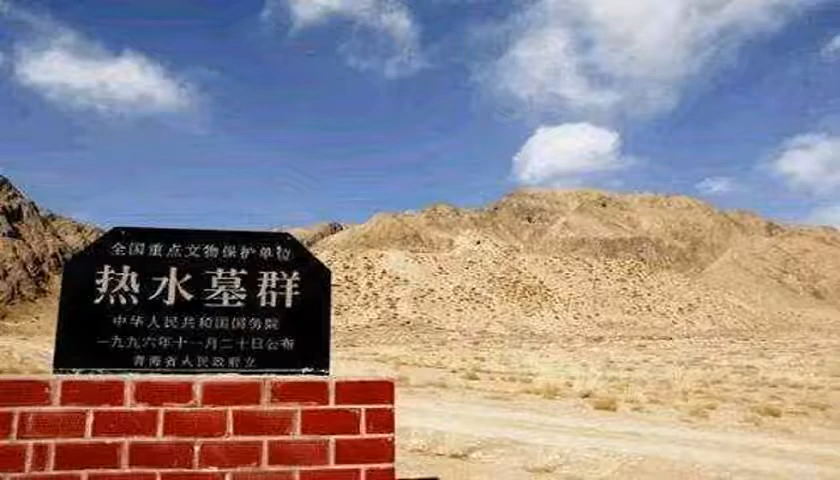 全国重点文物保护单位
热水墓群
中华人民共和国国务院
一九九六年十一月二十日公布
青海省人民政府立